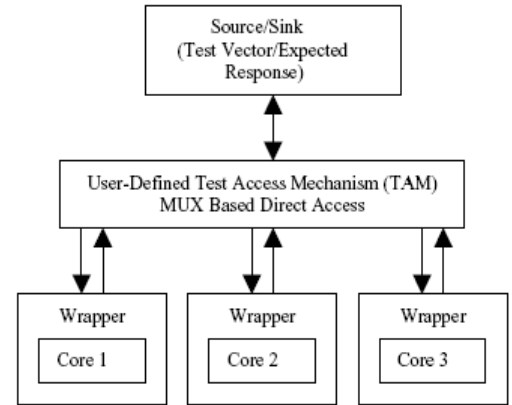 Source/Sink
(Test Vector/Expected
Response)
User-Defined Test Access Mechanism (TAM)
MUX Based Direct Access
Wrapper
Core 1
Wrapper
Core 2
Wrapper
Core 3